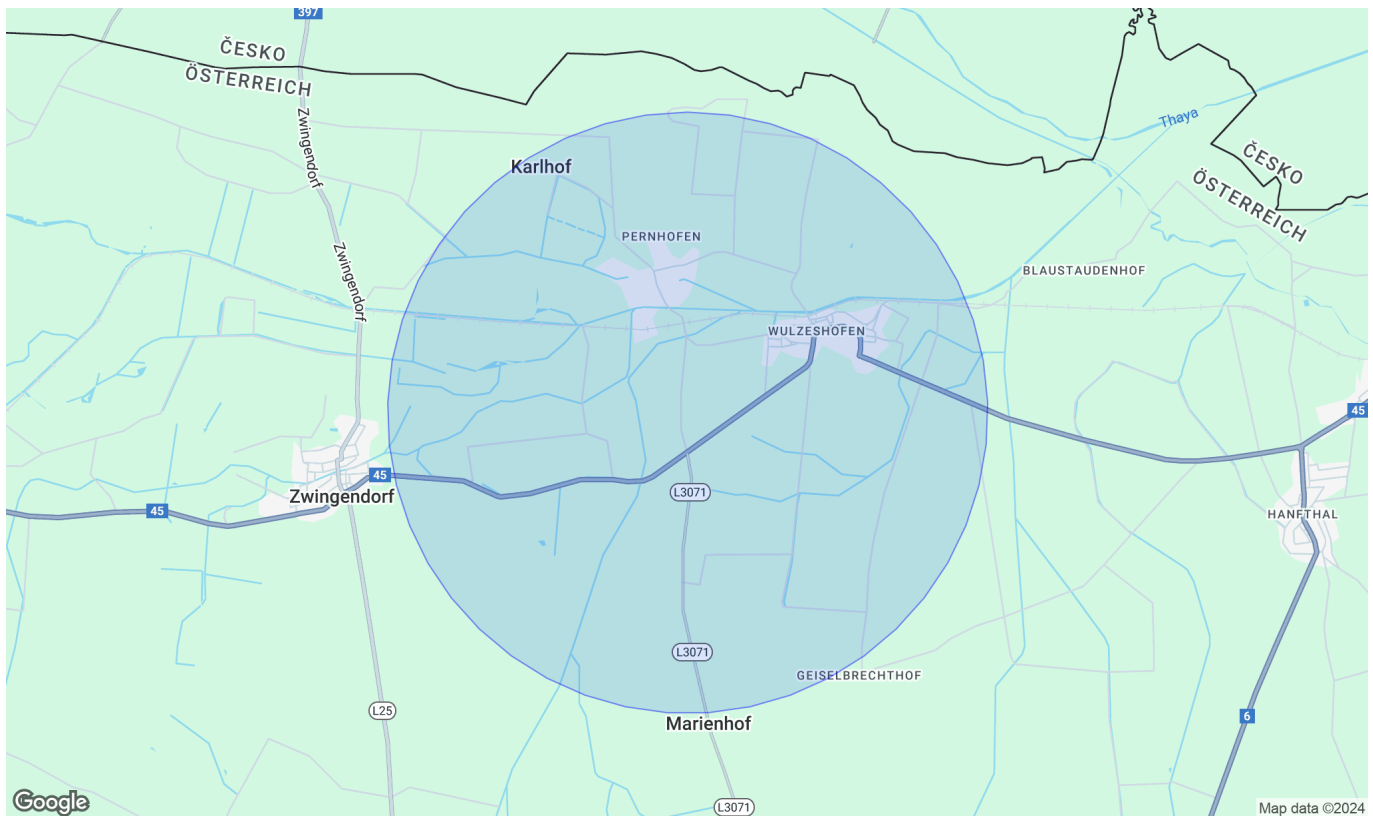 397
ČESKO
ÖSTERREICH
Zwingendorf
Thaya
ČESKO
ÖSTERREICH
Karlhof
PERNHOFEN
Zwingendorf
BLAUSTAUDENHOF
WULZESHOFEN
45
45
Zwingendorf
45
L3071
HANFTHAL
L3071
GEISELBRECHTHOF
L25
Marienhof
6
L3071
Google
Map data ©2024